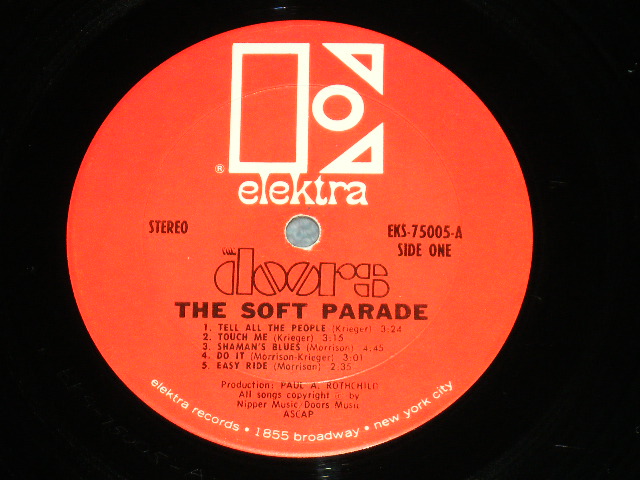 ®
elektra
STEREO
EKS-75005-A
SIDE ONE
THE doors
THE SOFT PARADE
1. TELL ALL THE PEOPLE (Krieger) 3:24
2. TOUCH ME (Krieger) 3:15
3. SHAMAN'S BLUES (Morrison) 4:45
4. DO IT (Morrison-Krieger) 3:01
5. EASY RIDE (Morrison) 2:35
Production: PAUL A. ROTHCHILD
All songs copyright © by
Nipper Music/Doors Music
ASCAP
elektra records • 1855 broadway • new york city